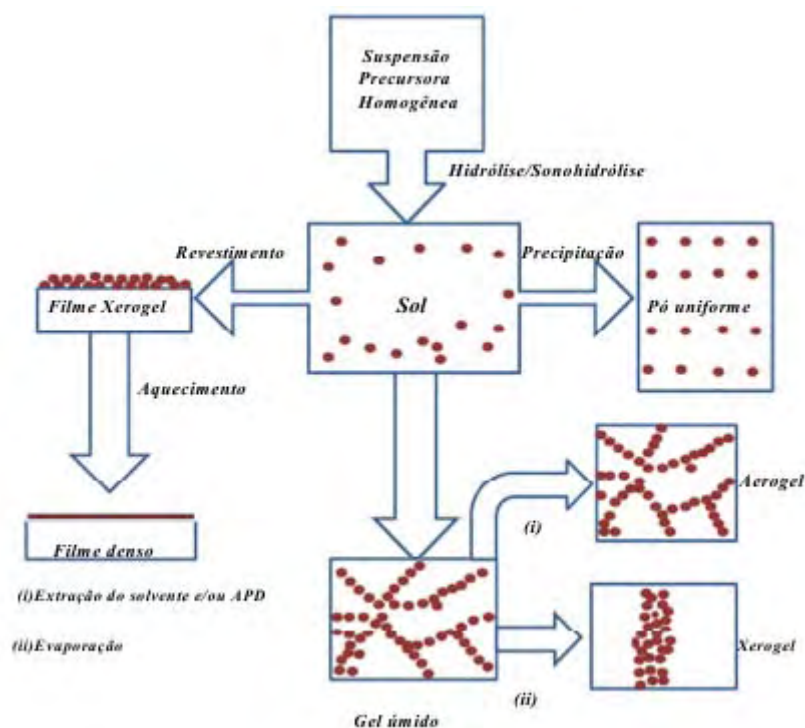 Suspensão
Precursora
Homogênea
Hidrólise/Sonohidrólise
Revestimento
Precipitação
Filme Xerogel
Sol
Pó uniforme
Aquecimento
Aerogel
(i)
Filme denso
(i)Extração do solvente e/ou APD
(ii)Evaporação
Xerogel
(ii)
Gel úmido